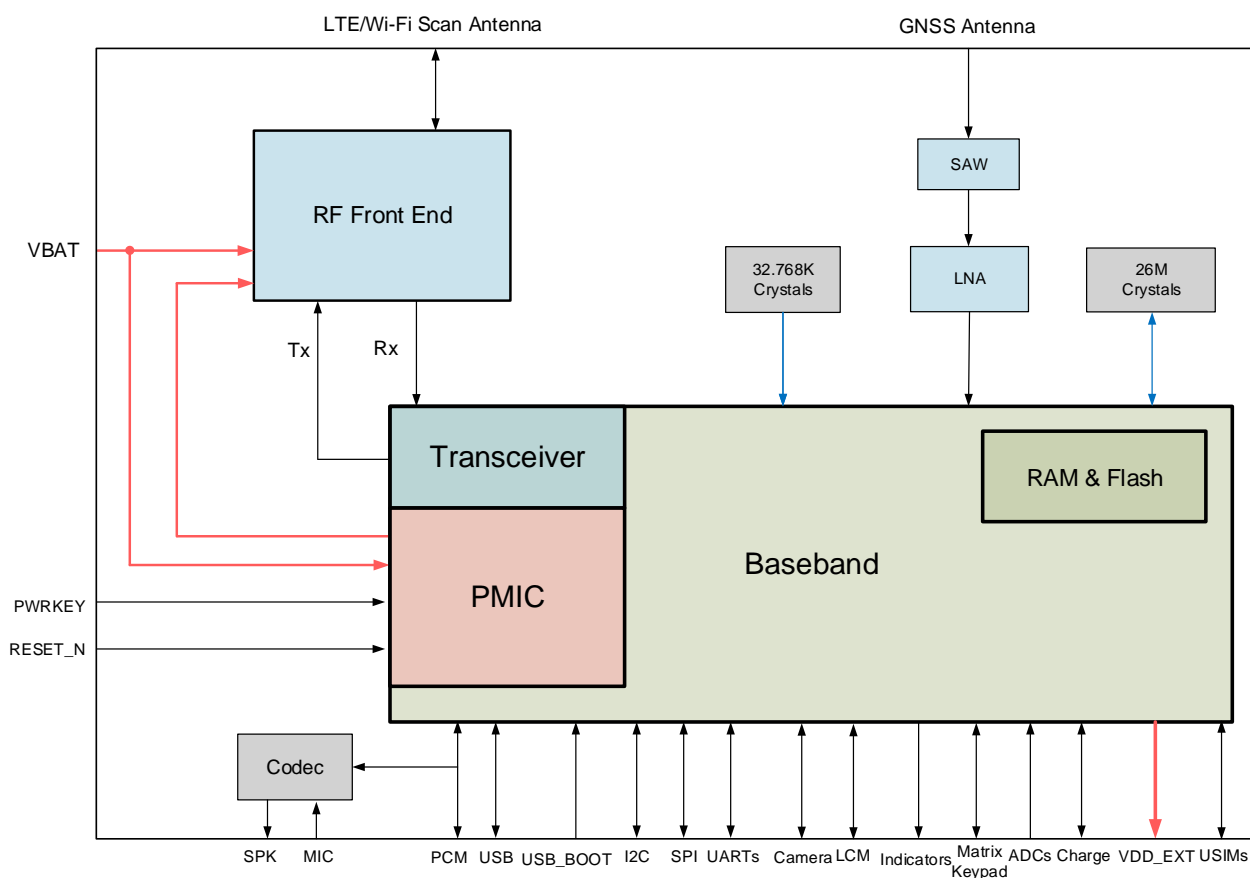 LTE/Wi-Fi Scan Antenna
GNSS Antenna
SAW
RF Front End
VBAT
32.768K
Crystals
LNA
26M
Crystals
Tx
Rx
Transceiver
RAM & Flash
Baseband
PMIC
PWRKEY
RESET_N
Codec
SPK
MIC
PCM
USB
USB_BOOT
I2C
SPI
UARTs
Camera
LCM
Indicators
Matrix
Keypad
ADCs
Charge
VDD_EXT
USIMs